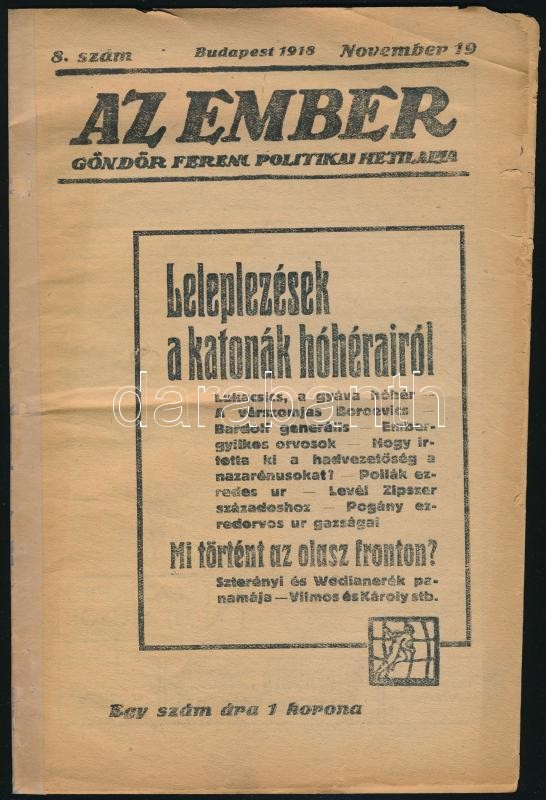 8. szám Budapest 1918 November 19
AZ EMBER
GÖNDÖR FERENC POLITIKAI HETILAPJA
Leleplezések
a katonák hóhérairól
Lukacsics, a gyáva hóhér —
A vérszomjas Boroevics —
Bardolf generális — Ember-
gyilkos orvosok — Hogy ir-
totta ki a hadvezetőség a
nazarénusokat? — Pollák ez-
redes ur — Levél Zipszer
századoshoz — Pogány ez-
redorvos ur gazságai
Mi történt az olasz fronton?
Szterényi és Wodianerék pa-
namája — Vilmos és Károly stb.
Egy szám ára 1 korona
darabanth